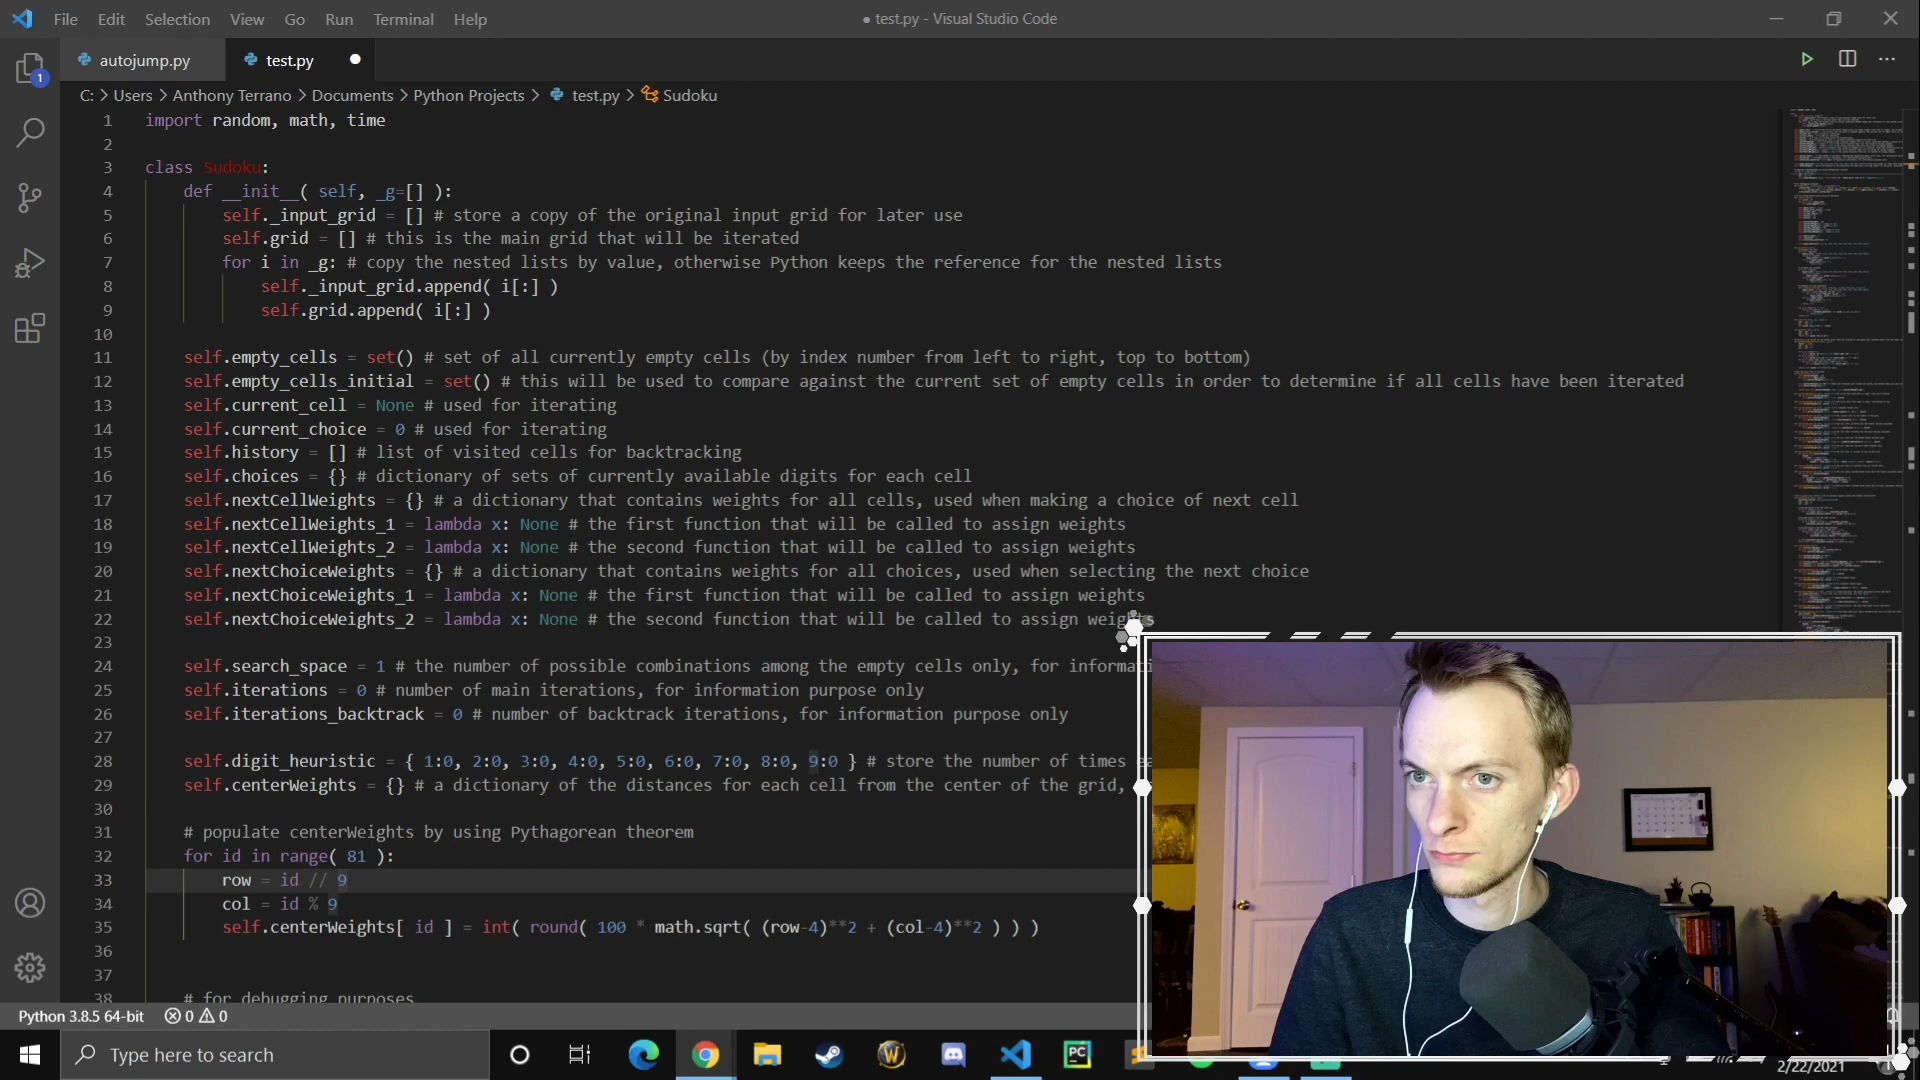 File Edit Selection View Go Run Terminal Help
● test.py - Visual Studio Code
autojump.py
test.py
1
C: > Users > Anthony Terrano > Documents > Python Projects > test.py > Sudoku
1 import random, math, time
2
3 class Sudoku:
4 def __init__( self, _g=[] ):
5 self._input_grid = [] # store a copy of the original input grid for later use
6 self.grid = [] # this is the main grid that will be iterated
7 for i in _g: # copy the nested lists by value, otherwise Python keeps the reference for the nested lists
8 self._input_grid.append( i[:] )
9 self.grid.append( i[:] )
10
11 self.empty_cells = set() # set of all currently empty cells (by index number from left to right, top to bottom)
12 self.empty_cells_initial = set() # this will be used to compare against the current set of empty cells in order to determine if all cells have been iterated
13 self.current_cell = None # used for iterating
14 self.current_choice = 0 # used for iterating
15 self.history = [] # list of visited cells for backtracking
16 self.choices = {} # dictionary of sets of currently available digits for each cell
17 self.nextCellWeights = {} # a dictionary that contains weights for all cells, used when making a choice of next cell
18 self.nextCellWeights_1 = lambda x: None # the first function that will be called to assign weights
19 self.nextCellWeights_2 = lambda x: None # the second function that will be called to assign weights
20 self.nextChoiceWeights = {} # a dictionary that contains weights for all choices, used when selecting the next choice
21 self.nextChoiceWeights_1 = lambda x: None # the first function that will be called to assign weights
22 self.nextChoiceWeights_2 = lambda x: None # the second function that will be called to assign weights
23
24 self.search_space = 1 # the number of possible combinations among the empty cells only, for informati
25 self.iterations = 0 # number of main iterations, for information purpose only
26 self.iterations_backtrack = 0 # number of backtrack iterations, for information purpose only
27
28 self.digit_heuristic = { 1:0, 2:0, 3:0, 4:0, 5:0, 6:0, 7:0, 8:0, 9:0 } # store the number of times ea
29 self.centerWeights = {} # a dictionary of the distances for each cell from the center of the grid,
30
31 # populate centerWeights by using Pythagorean theorem
32 for id in range( 81 ):
33 row = id // 9
34 col = id % 9
35 self.centerWeights[ id ] = int( round( 100 * math.sqrt( (row-4)**2 + (col-4)**2 ) ) )
36
37
38 # for debugging purposes
Python 3.8.5 64-bit 0 0
Type here to search
PC
2/22/2021